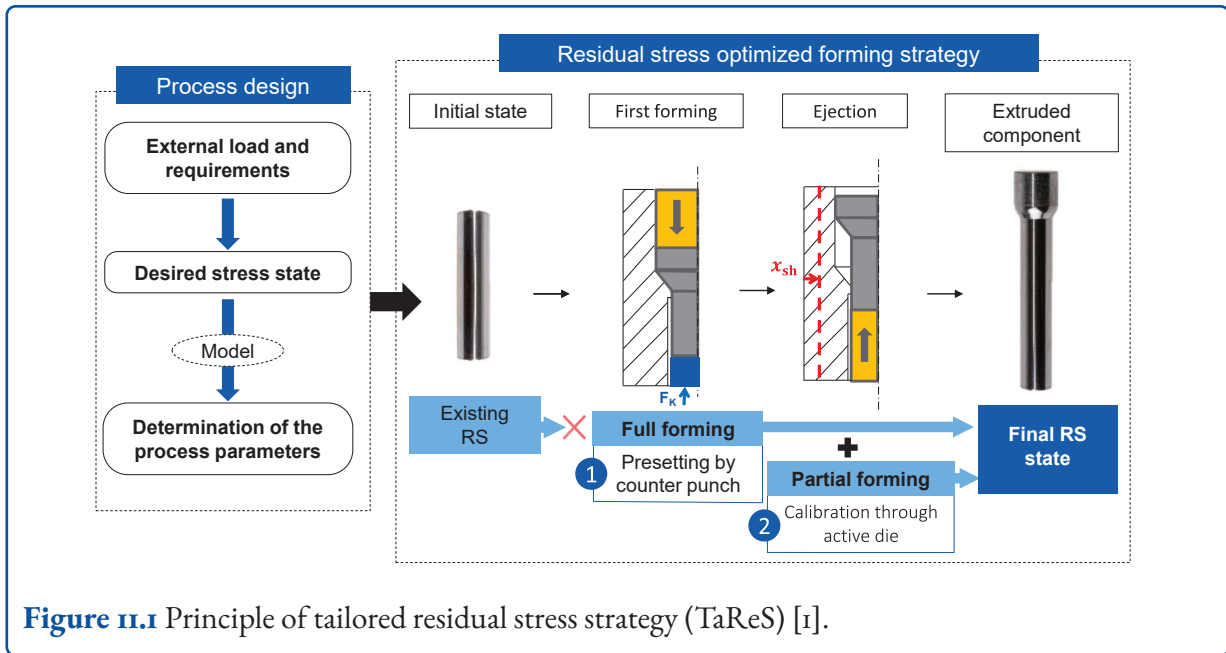 Process design
External load and
requirements
Desired stress state
Model
Determination of the
process parameters
Residual stress optimized forming strategy
Initial state
First forming
Ejection
Extruded
component
x_sh
F_K
Existing
RS
Full forming
1
Presetting by
counter punch
Partial forming
2
Calibration through
active die
Final RS
state
Figure 11.1 Principle of tailored residual stress strategy (TaReS) [1].